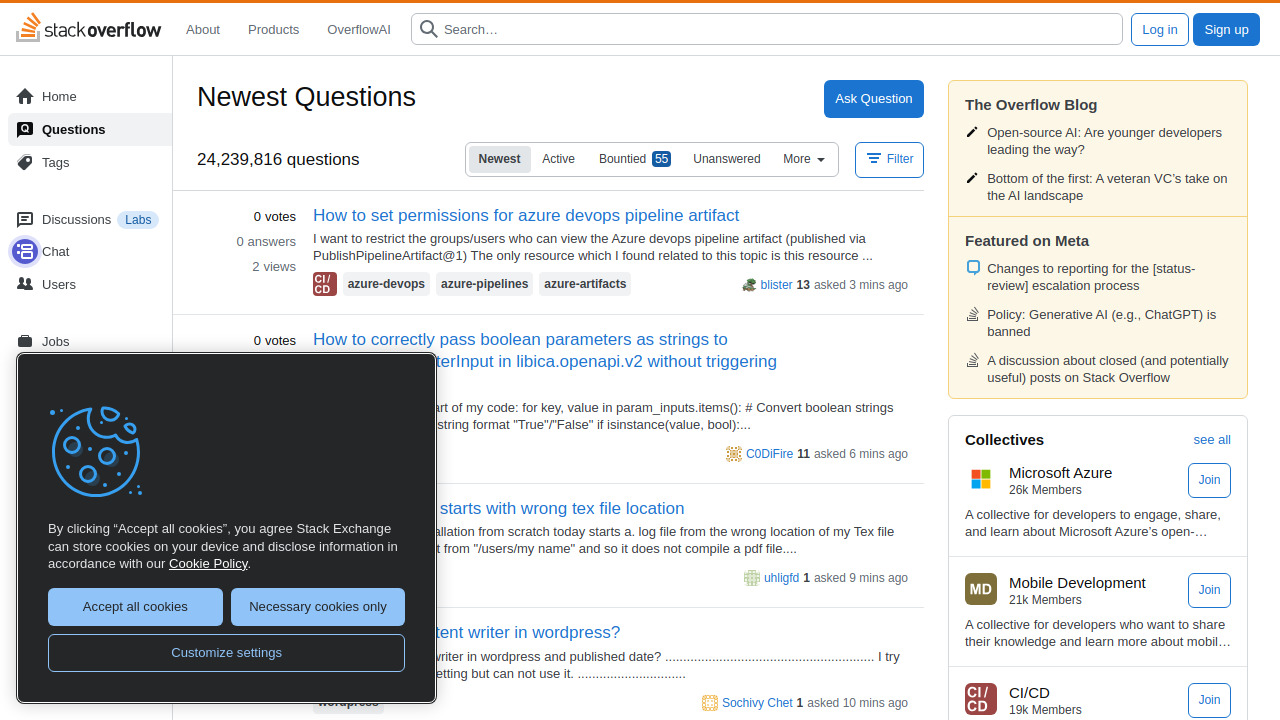 stack overflow
About
Products
OverflowAI
Search…
Log in
Sign up
Home
Questions
Tags
Discussions
Labs
Chat
Users
Jobs
Newest Questions
Ask Question
24,239,816 questions
Newest
Active
Bountied 55
Unanswered
More
Filter
0 votes
0 answers
2 views
How to set permissions for azure devops pipeline artifact
I want to restrict the groups/users who can view the Azure devops pipeline artifact (published via
PublishPipelineArtifact@1) The only resource which I found related to this topic is this resource ...
CI/
CD
azure-devops
azure-pipelines
azure-artifacts
blister 13 asked 3 mins ago
0 votes
How to correctly pass boolean parameters as strings to
terInput in libica.openapi.v2 without triggering
art of my code: for key, value in param_inputs.items(): # Convert boolean strings
string format "True"/"False" if isinstance(value, bool):...
C0DiFire 11 asked 6 mins ago
starts with wrong tex file location
allation from scratch today starts a. log file from the wrong location of my Tex file
t from "/users/my name" and so it does not compile a pdf file....
uhligfd 1 asked 9 mins ago
tent writer in wordpress?
writer in wordpress and published date? .......................................................... I try
etting but can not use it. ..............................
wordpress
Sochivy Chet 1 asked 10 mins ago
By clicking “Accept all cookies”, you agree Stack Exchange
can store cookies on your device and disclose information in
accordance with our Cookie Policy.
Accept all cookies
Necessary cookies only
Customize settings
The Overflow Blog
Open-source AI: Are younger developers
leading the way?
Bottom of the first: A veteran VC’s take on
the AI landscape
Featured on Meta
Changes to reporting for the [status-
review] escalation process
Policy: Generative AI (e.g., ChatGPT) is
banned
A discussion about closed (and potentially
useful) posts on Stack Overflow
Collectives
see all
Microsoft Azure
26k Members
Join
A collective for developers to engage, share,
and learn about Microsoft Azure’s open-…
MD
Mobile Development
21k Members
Join
A collective for developers who want to share
their knowledge and learn more about mobil…
CI/
CD
CI/CD
19k Members
Join